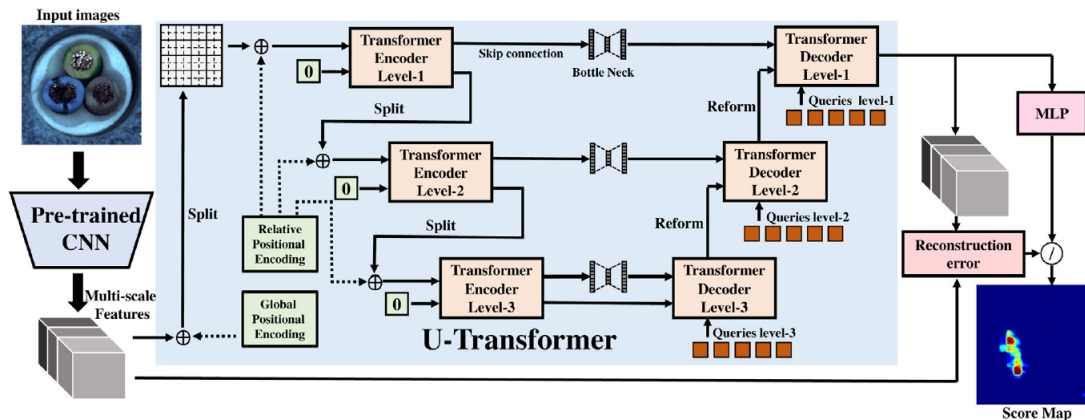 Input images
Pre-trained
CNN
Multi-scale
Features
Split
Relative
Positional
Encoding
Global
Positional
Encoding
0
Transformer
Encoder
Level-1
Skip connection
Bottle Neck
Split
0
Transformer
Encoder
Level-2
Split
0
Transformer
Encoder
Level-3
U-Transformer
Transformer
Decoder
Level-1
Queries level-1
Reform
Transformer
Decoder
Level-2
Queries level-2
Reform
Transformer
Decoder
Level-3
Queries level-3
MLP
Reconstruction
error
/
Score Map